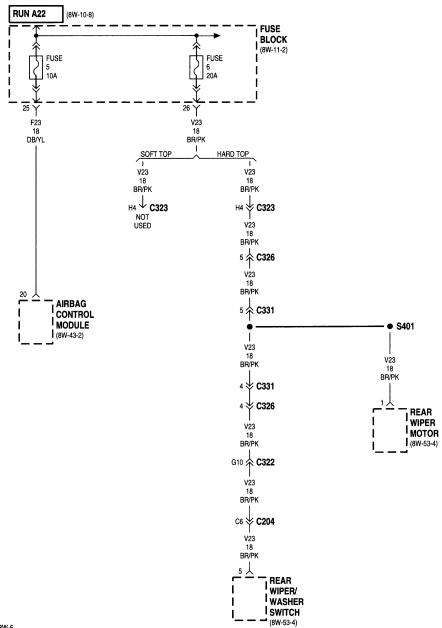 RUN A22 (8W-10-8)
FUSE
BLOCK
(8W-11-2)
FUSE
5
10A
FUSE
6
20A
25
26
F23
18
DB/YL
V23
18
BR/PK
SOFT TOP
HARD TOP
V23
18
BR/PK
V23
18
BR/PK
H4 C323
NOT
USED
H4 C323
V23
18
BR/PK
5 C326
V23
18
BR/PK
20
AIRBAG
CONTROL
MODULE
(8W-43-2)
5 C331
S401
V23
18
BR/PK
V23
18
BR/PK
4 C331
4 C326
1
REAR
WIPER
MOTOR
(8W-53-4)
V23
18
BR/PK
G10 C322
V23
18
BR/PK
C6 C204
V23
18
BR/PK
5
REAR
WIPER/
WASHER
SWITCH
(8W-53-4)